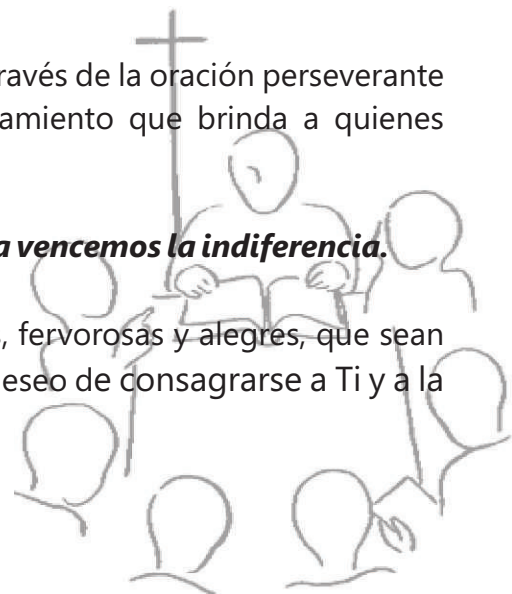 ravés de la oración perseverante
amiento que brinda a quienes
a vencemos la indiferencia.
, fervorosas y alegres, que sean
eseo de consagrarse a Ti y a la